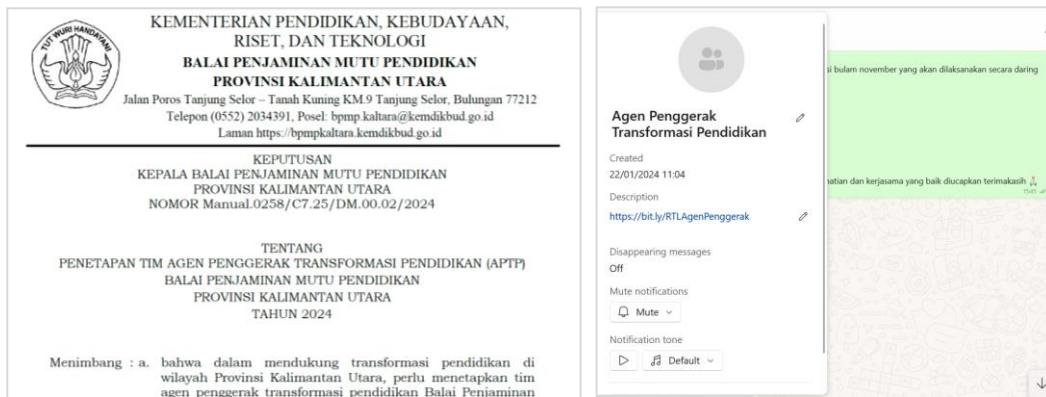 TUT WURI HANDAYANI
KEMENTERIAN PENDIDIKAN, KEBUDAYAAN,
RISET, DAN TEKNOLOGI
BALAI PENJAMINAN MUTU PENDIDIKAN
PROVINSI KALIMANTAN UTARA
Jalan Poros Tanjung Selor – Tanah Kuning KM.9 Tanjung Selor, Bulungan 77212
Telepon (0552) 2034391, Posel: bpmp.kaltara@kemdikbud.go.id
Laman https://bpmpkaltara.kemdikbud.go.id
KEPUTUSAN
KEPALA BALAI PENJAMINAN MUTU PENDIDIKAN
PROVINSI KALIMANTAN UTARA
NOMOR Manual.0258/C7.25/DM.00.02/2024
TENTANG
PENETAPAN TIM AGEN PENGGERAK TRANSFORMASI PENDIDIKAN (APTP)
BALAI PENJAMINAN MUTU PENDIDIKAN
PROVINSI KALIMANTAN UTARA
TAHUN 2024
Menimbang : a. bahwa dalam mendukung transformasi pendidikan di
wilayah Provinsi Kalimantan Utara, perlu menetapkan tim
agen penggerak transformasi pendidikan Balai Penjaminan
Agen Penggerak
Transformasi Pendidikan
Created
22/01/2024 11:04
Description
https://bit.ly/RTLAgenPenggerak
Disappearing messages
Off
Mute notifications
Mute
Notification tone
Default
si bulam november yang akan dilaksanakan secara daring
natian dan kerjasama yang baik diucapkan terimakasih 🙏